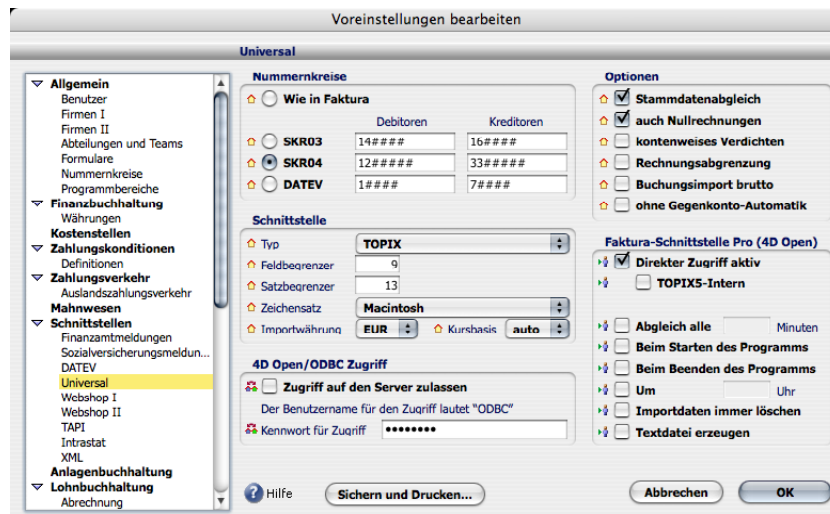 Voreinstellungen bearbeiten
Universal
Allgemein
Benutzer
Firmen I
Firmen II
Abteilungen und Teams
Formulare
Nummernkreise
Programmbereiche
Finanzbuchhaltung
Währungen
Kostenstellen
Zahlungskonditionen
Definitionen
Zahlungsverkehr
Auslandszahlungsverkehr
Mahnwesen
Schnittstellen
Finanzamtmeldungen
Sozialversicherungsmeldun...
DATEV
Universal
Webshop I
Webshop II
TAPI
Intrastat
XML
Anlagenbuchhaltung
Lohnbuchhaltung
Abrechnung
Nummernkreise
Wie in Faktura
Debitoren Kreditoren
SKR03 14#### 16####
SKR04 12##### 33#####
DATEV 1#### 7####
Schnittstelle
Typ TOPIX
Feldbegrenzer 9
Satzbegrenzer 13
Zeichensatz Macintosh
Importwährung EUR Kursbasis auto
4D Open/ODBC Zugriff
Zugriff auf den Server zulassen
Der Benutzername für den Zugriff lautet "ODBC"
Kennwort für Zugriff ••••••••
Optionen
Stammdatenabgleich
auch Nullrechnungen
kontenweises Verdichten
Rechnungsabgrenzung
Buchungsimport brutto
ohne Gegenkonto-Automatik
Faktura-Schnittstelle Pro (4D Open)
Direkter Zugriff aktiv
TOPIX5-Intern
Abgleich alle Minuten
Beim Starten des Programms
Beim Beenden des Programms
Um Uhr
Importdaten immer löschen
Textdatei erzeugen
Hilfe
Sichern und Drucken...
Abbrechen
OK